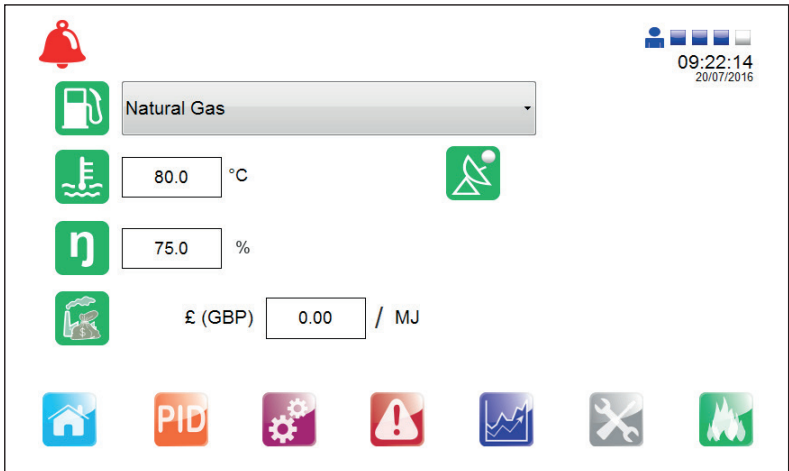 09:22:14
20/07/2016
Natural Gas
80.0 °C
ŋ 75.0 %
$ £ (GBP) 0.00 / MJ
PID